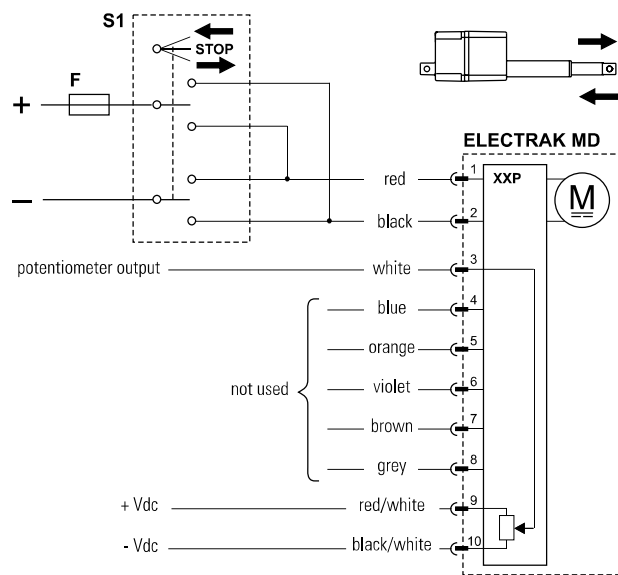 S1
STOP
F
+
−
ELECTRAK MD
XXP
M
red 1
black 2
potentiometer output white 3
blue 4
orange 5
not used violet 6
brown 7
grey 8
+ Vdc red/white 9
- Vdc black/white 10